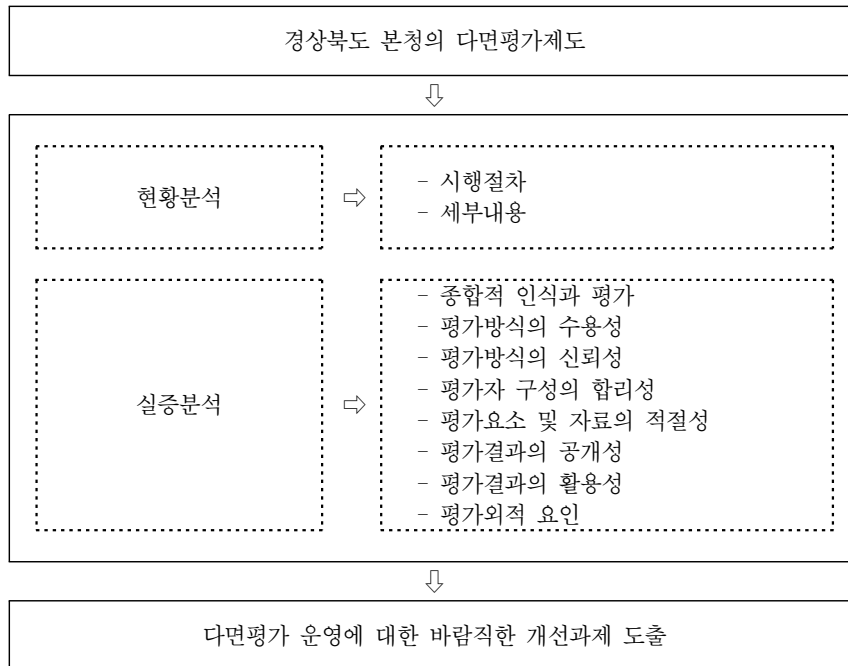 경상북도 본청의 다면평가제도
⇩
현황분석
⇨
- 시행절차
- 세부내용
실증분석
⇨
- 종합적 인식과 평가
- 평가방식의 수용성
- 평가방식의 신뢰성
- 평가자 구성의 합리성
- 평가요소 및 자료의 적절성
- 평가결과의 공개성
- 평가결과의 활용성
- 평가외적 요인
⇩
다면평가 운영에 대한 바람직한 개선과제 도출